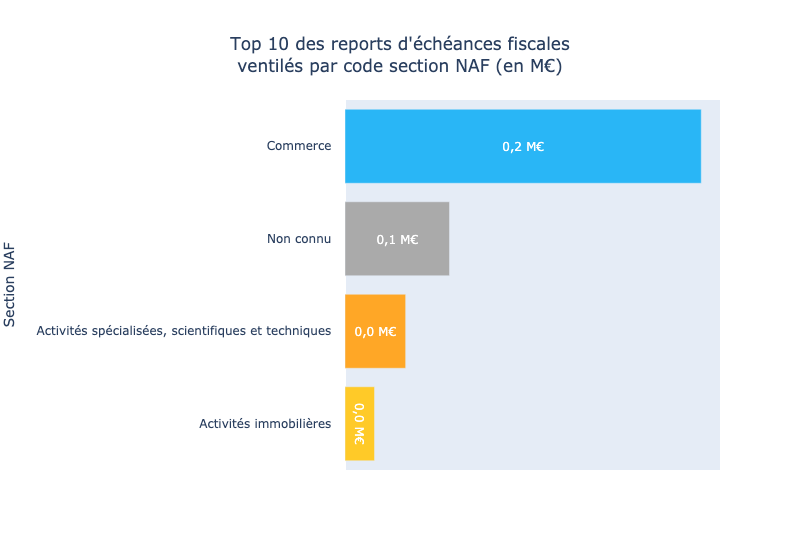 Top 10 des reports d'échéances fiscales
ventilés par code section NAF (en M€)
Section NAF
Commerce
0,2 M€
Non connu
0,1 M€
Activités spécialisées, scientifiques et techniques
0,0 M€
Activités immobilières
0,0 M€